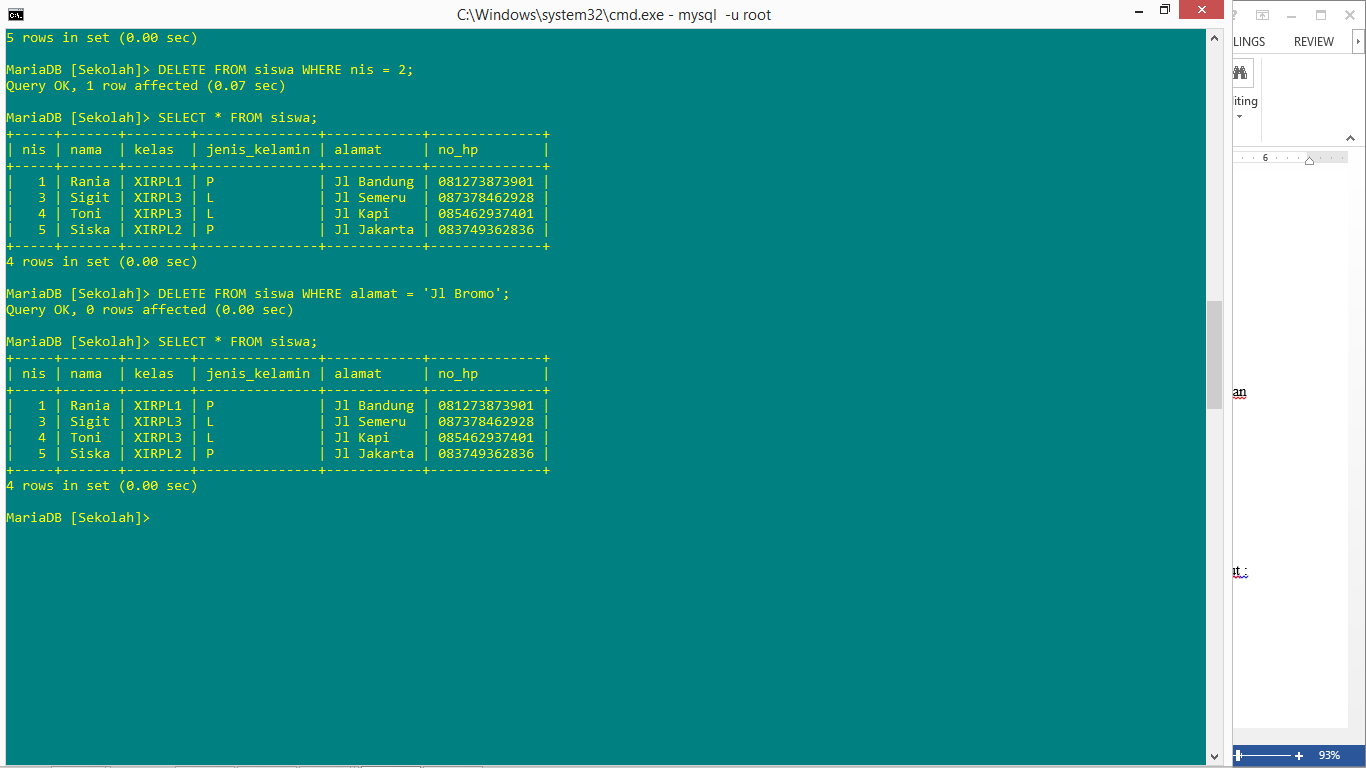 C:\Windows\system32\cmd.exe - mysql  -u root
5 rows in set (0.00 sec)
MariaDB [Sekolah]> DELETE FROM siswa WHERE nis = 2;
Query OK, 1 row affected (0.07 sec)
MariaDB [Sekolah]> SELECT * FROM siswa;
+-----+-------+--------+---------------+------------+--------------+
| nis | nama  | kelas  | jenis_kelamin | alamat     | no_hp        |
+-----+-------+--------+---------------+------------+--------------+
|   1 | Rania | XIRPL1 | P             | Jl Bandung | 081273873901 |
|   3 | Sigit | XIRPL3 | L             | Jl Semeru  | 087378462928 |
|   4 | Toni  | XIRPL3 | L             | Jl Kapi    | 085462937401 |
|   5 | Siska | XIRPL2 | P             | Jl Jakarta | 083749362836 |
+-----+-------+--------+---------------+------------+--------------+
4 rows in set (0.00 sec)
MariaDB [Sekolah]> DELETE FROM siswa WHERE alamat = 'Jl Bromo';
Query OK, 0 rows affected (0.00 sec)
MariaDB [Sekolah]> SELECT * FROM siswa;
+-----+-------+--------+---------------+------------+--------------+
| nis | nama  | kelas  | jenis_kelamin | alamat     | no_hp        |
+-----+-------+--------+---------------+------------+--------------+
|   1 | Rania | XIRPL1 | P             | Jl Bandung | 081273873901 |
|   3 | Sigit | XIRPL3 | L             | Jl Semeru  | 087378462928 |
|   4 | Toni  | XIRPL3 | L             | Jl Kapi    | 085462937401 |
|   5 | Siska | XIRPL2 | P             | Jl Jakarta | 083749362836 |
+-----+-------+--------+---------------+------------+--------------+
4 rows in set (0.00 sec)
MariaDB [Sekolah]>
LINGS REVIEW
iting
6
an
ut :
93%